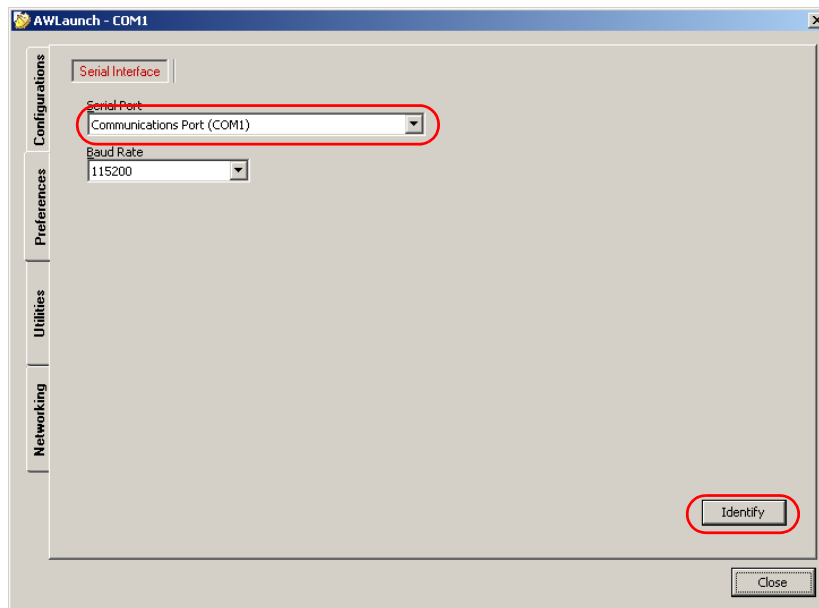 AWLaunch - COM1
Configurations
Preferences
Utilities
Networking
Serial Interface
Serial Port
Communications Port (COM1)
Baud Rate
115200
Identify
Close